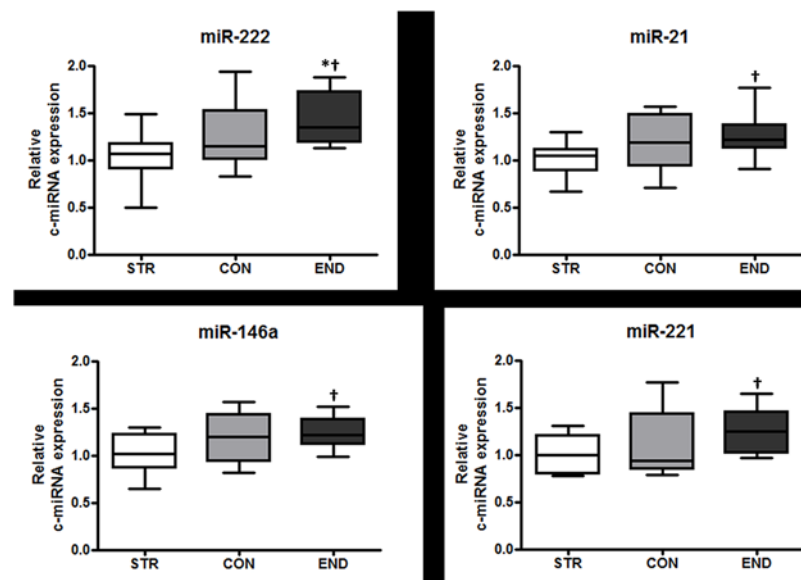 miR-222
Relative
c-miRNA expression
2.0
1.5
1.0
0.5
0.0
*†
STR CON END
miR-21
Relative
c-miRNA expression
2.0
1.5
1.0
0.5
0.0
†
STR CON END
miR-146a
Relative
c-miRNA expression
2.0
1.5
1.0
0.5
0.0
†
STR CON END
miR-221
Relative
c-miRNA expression
2.0
1.5
1.0
0.5
0.0
†
STR CON END